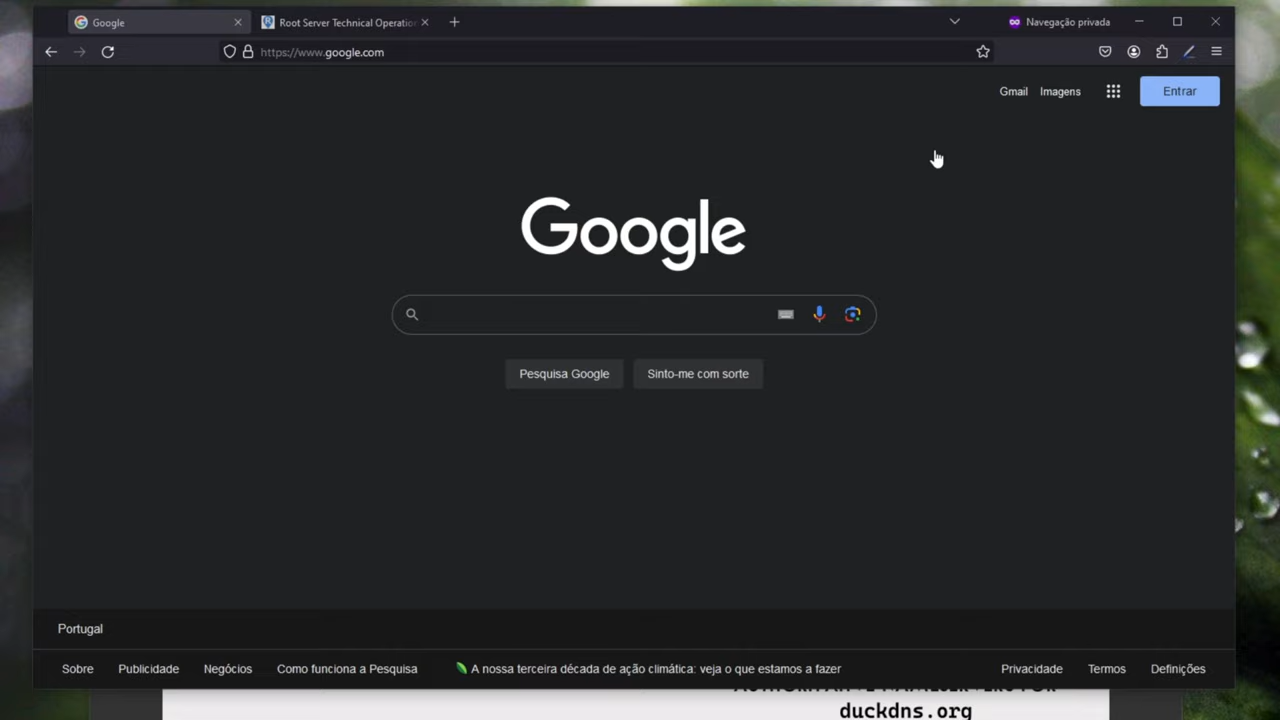 Google
Root Server Technical Operation
Navegação privada
https://www.google.com
Gmail
Imagens
Entrar
Google
Pesquisa Google
Sinto-me com sorte
Portugal
Sobre
Publicidade
Negócios
Como funciona a Pesquisa
A nossa terceira década de ação climática: veja o que estamos a fazer
Privacidade
Termos
Definições
duckdns.org